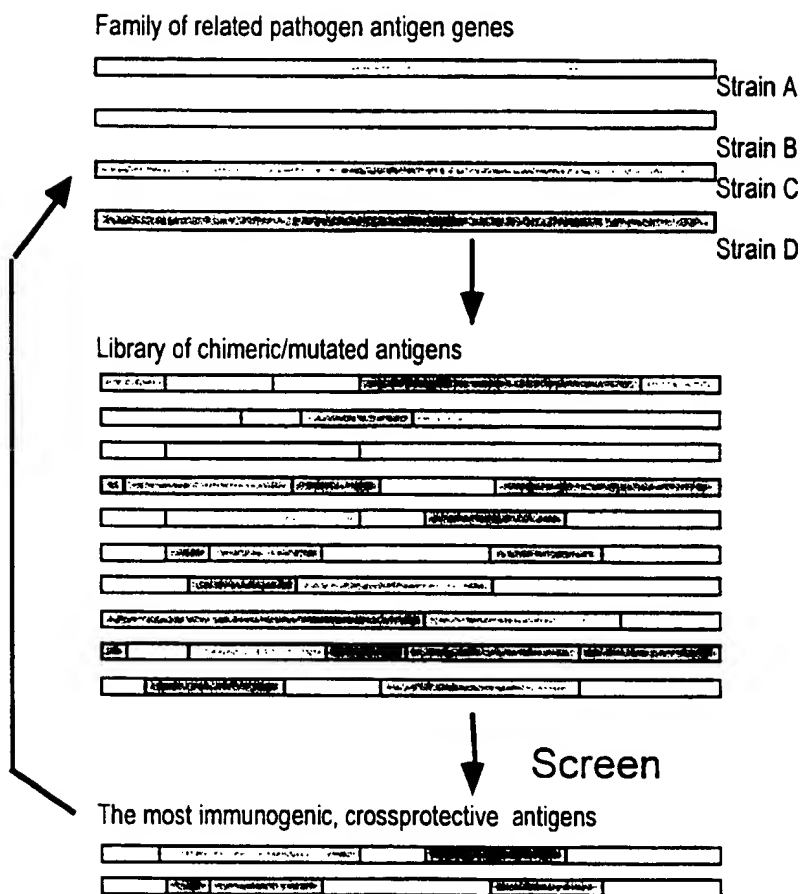 Family of related pathogen antigen genes
Strain A
Strain B
Strain C
Strain D
Library of chimeric/mutated antigens
Screen
The most immunogenic, crossprotective antigens